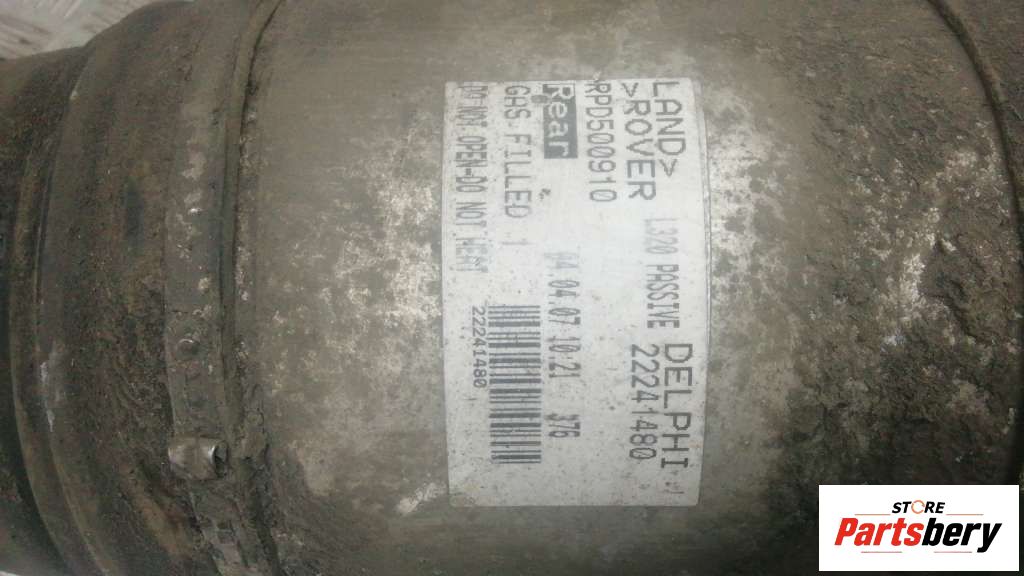 LAND>
>ROVER L320 PASSIVE DELPHI
RPD500910 22241480
Rear 04.04.07 10:21 376
GAS FILLED 1
DO NOT OPEN-DO NOT HEAT
22241480
STORE
Partsbery